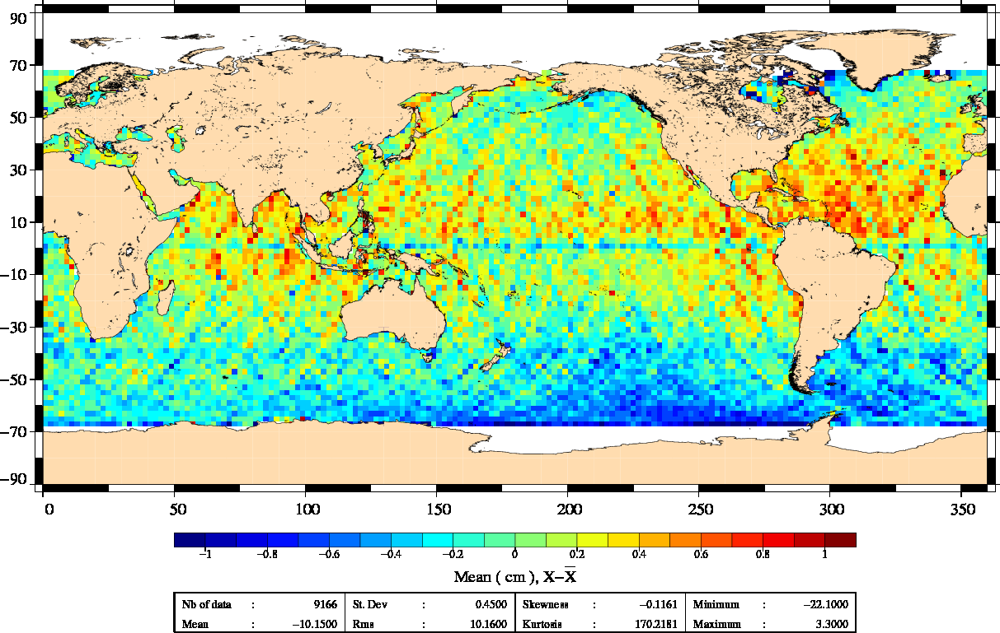 90
70
50
30
10
−10
−30
−50
−70
−90
0 50 100 150 200 250 300 350
−1 −0.8 −0.6 −0.4 −0.2 0 0.2 0.4 0.6 0.8 1
Mean ( cm ), X−X̅
Nb of data : 9166 St. Dev : 0.4500 Skewness : −0.1161 Minimum : −22.1000
Mean : −10.1500 Rms : 10.1600 Kurtosis : 170.2181 Maximum : 3.3000